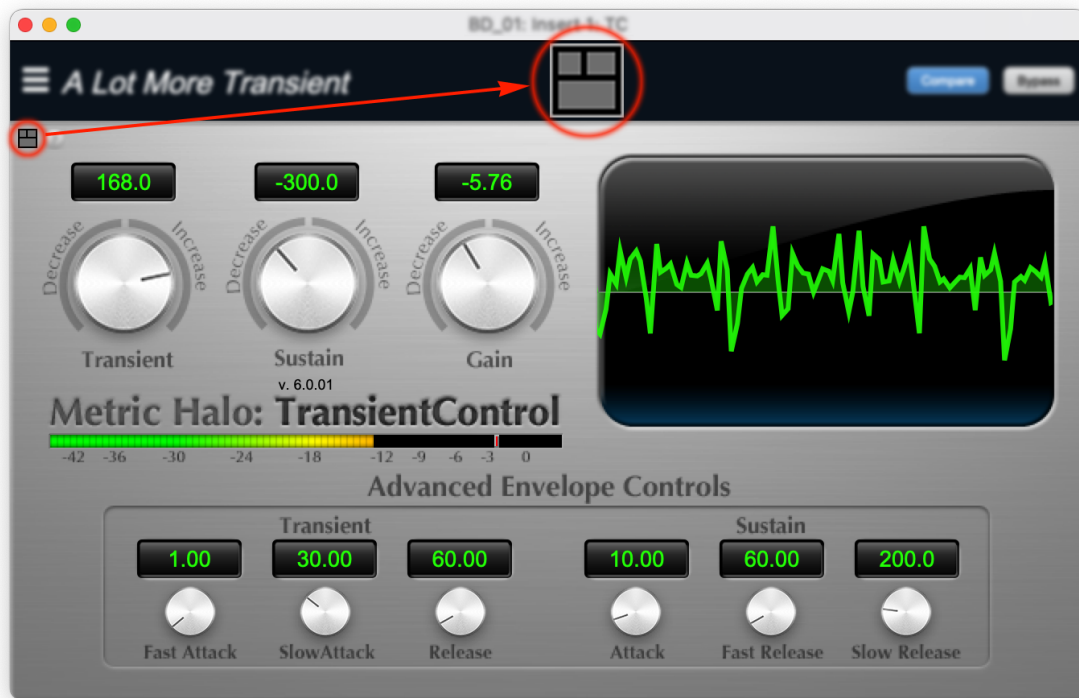 BD_01: Insert 1: TC
A Lot More Transient
Compare
Bypass
168.0
-300.0
-5.76
Decrease
Increase
Decrease
Increase
Decrease
Increase
Transient
Sustain
Gain
v. 6.0.01
Metric Halo: TransientControl
-42 -36 -30 -24 -18 -12 -9 -6 -3 0
Advanced Envelope Controls
Transient
Sustain
1.00
30.00
60.00
10.00
60.00
200.0
Fast Attack
SlowAttack
Release
Attack
Fast Release
Slow Release